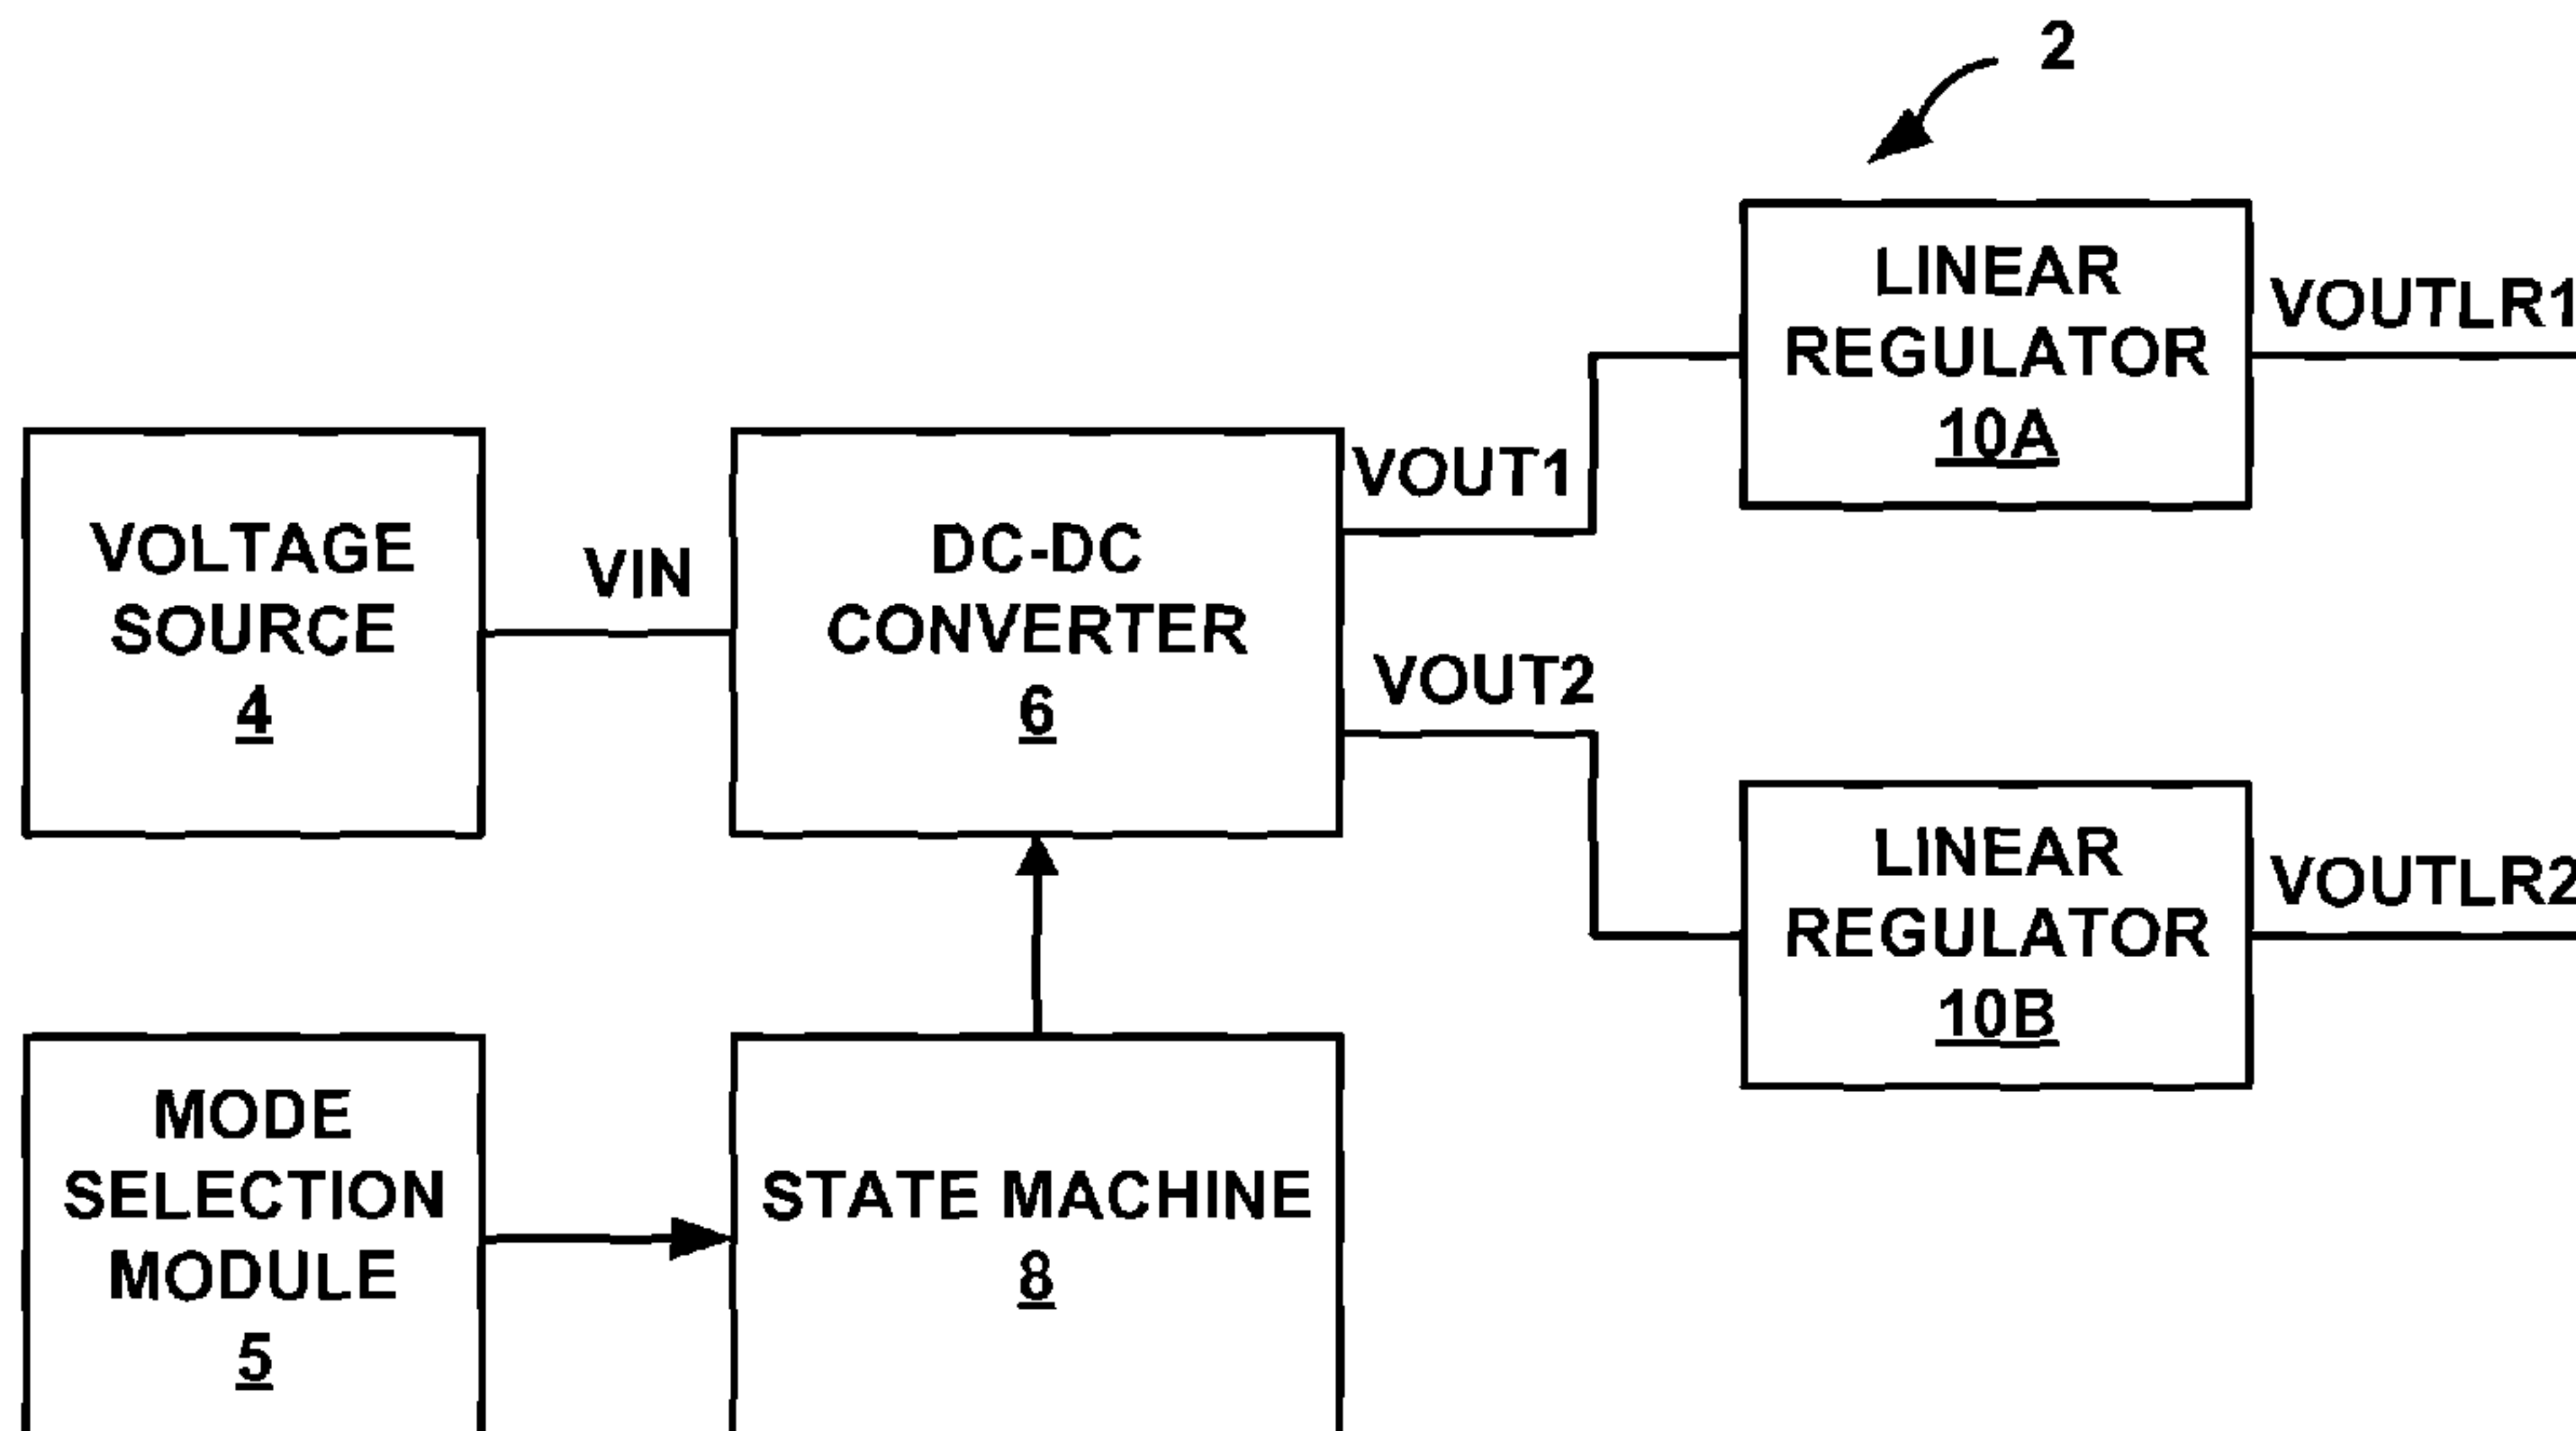 2
LINEAR
REGULATOR
10A
VOUTLR1
VOLTAGE
SOURCE
4
VIN
DC-DC
CONVERTER
6
VOUT1
VOUT2
LINEAR
REGULATOR
10B
VOUTLR2
MODE
SELECTION
MODULE
5
STATE MACHINE
8